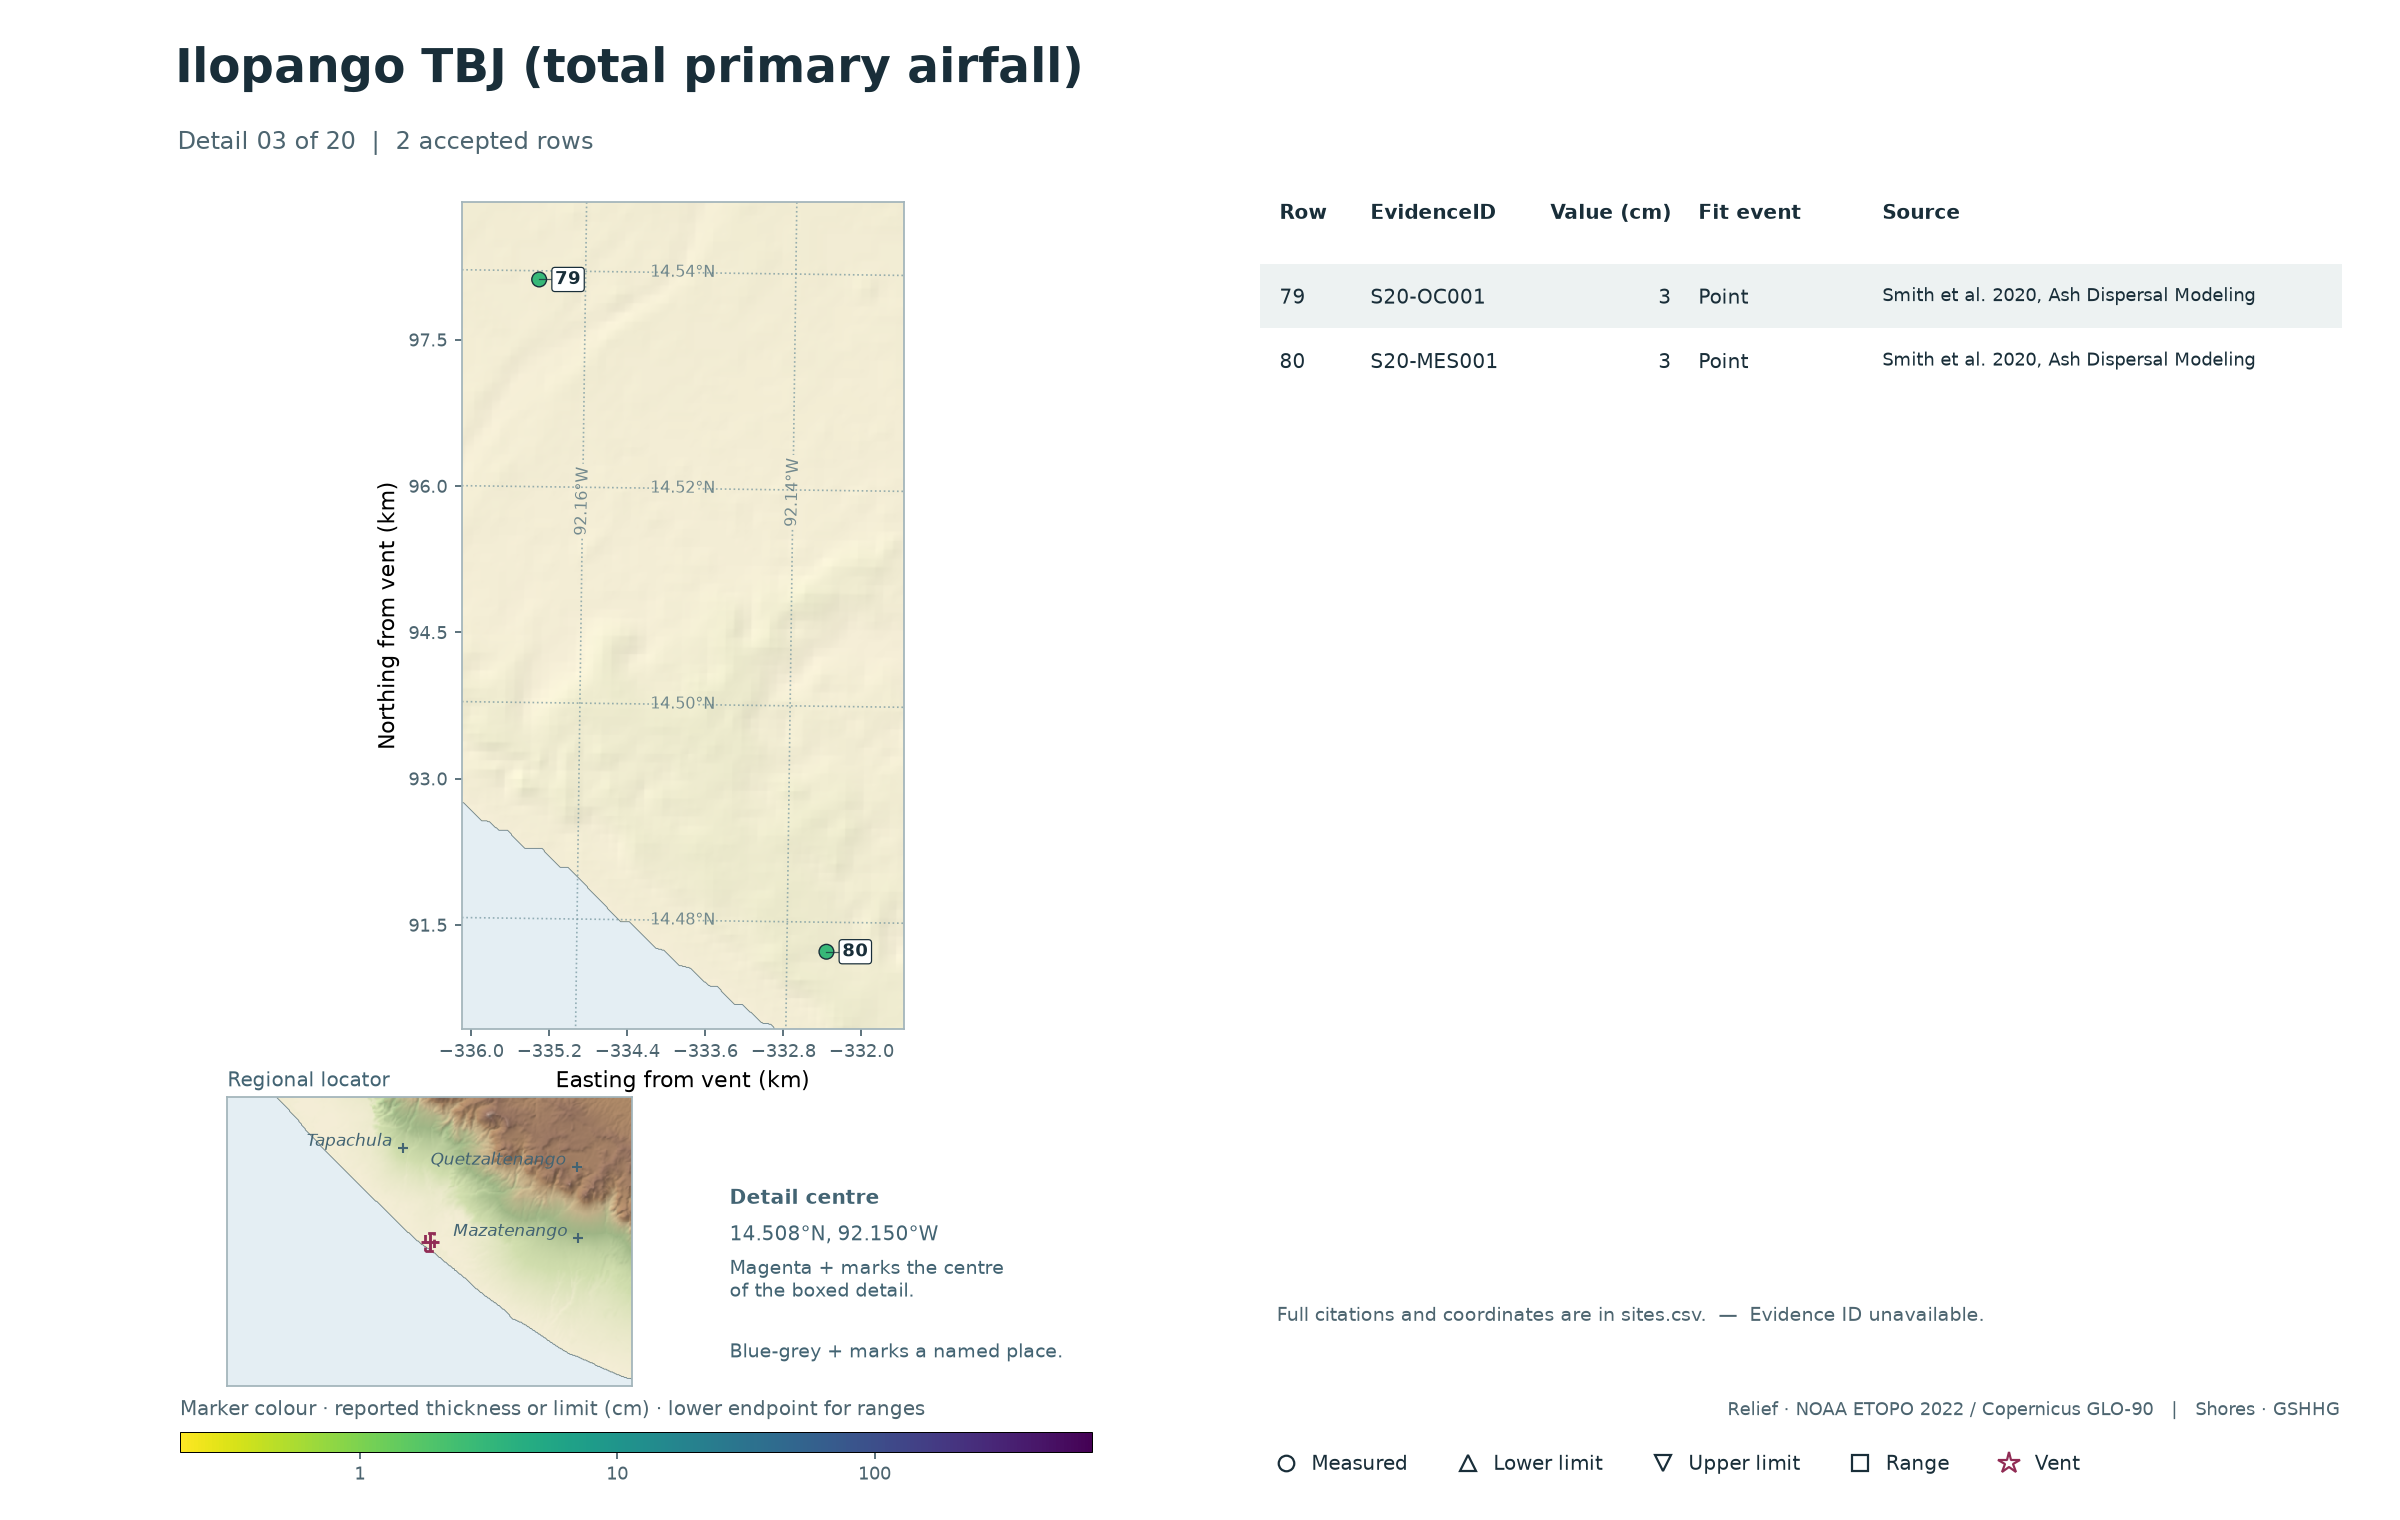 Ilopango TBJ (total primary airfall)
Detail 03 of 20 | 2 accepted rows
Row EvidenceID Value (cm) Fit event Source
79 S20-OC001 3 Point Smith et al. 2020, Ash Dispersal Modeling
80 S20-MES001 3 Point Smith et al. 2020, Ash Dispersal Modeling
79
80
14.54°N
14.52°N
14.50°N
14.48°N
92.16°W
92.14°W
Northing from vent (km)
97.5
96.0
94.5
93.0
91.5
−336.0 −335.2 −334.4 −333.6 −332.8 −332.0
Easting from vent (km)
Regional locator
Tapachula
Quetzaltenango
Mazatenango
Detail centre
14.508°N, 92.150°W
Magenta + marks the centre
of the boxed detail.
Blue-grey + marks a named place.
Full citations and coordinates are in sites.csv. — Evidence ID unavailable.
Marker colour · reported thickness or limit (cm) · lower endpoint for ranges
1 10 100
Relief · NOAA ETOPO 2022 / Copernicus GLO-90 | Shores · GSHHG
Measured Lower limit Upper limit Range Vent